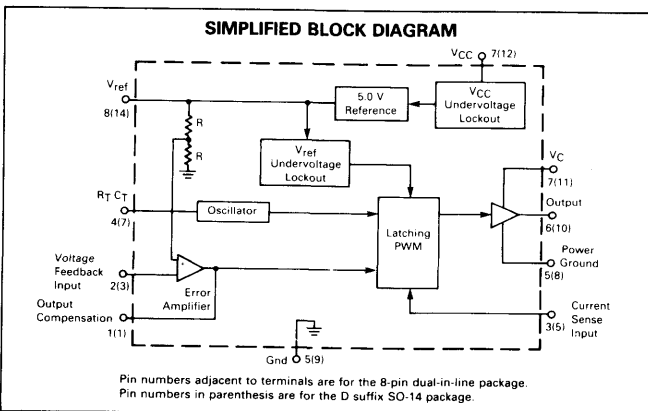 SIMPLIFIED BLOCK DIAGRAM
VCC 7(12)
Vref
8(14)
R
R
5.0 V
Reference
VCC
Undervoltage
Lockout
Vref
Undervoltage
Lockout
VC
7(11)
RT CT
4(7)
Oscillator
Latching
PWM
Output
6(10)
Voltage
Feedback
Input
2(3)
Error
Amplifier
Power
Ground
5(8)
Output
Compensation
1(1)
Current
Sense
Input
3(5)
Gnd 5(9)
Pin numbers adjacent to terminals are for the 8-pin dual-in-line package.
Pin numbers in parenthesis are for the D suffix SO-14 package.